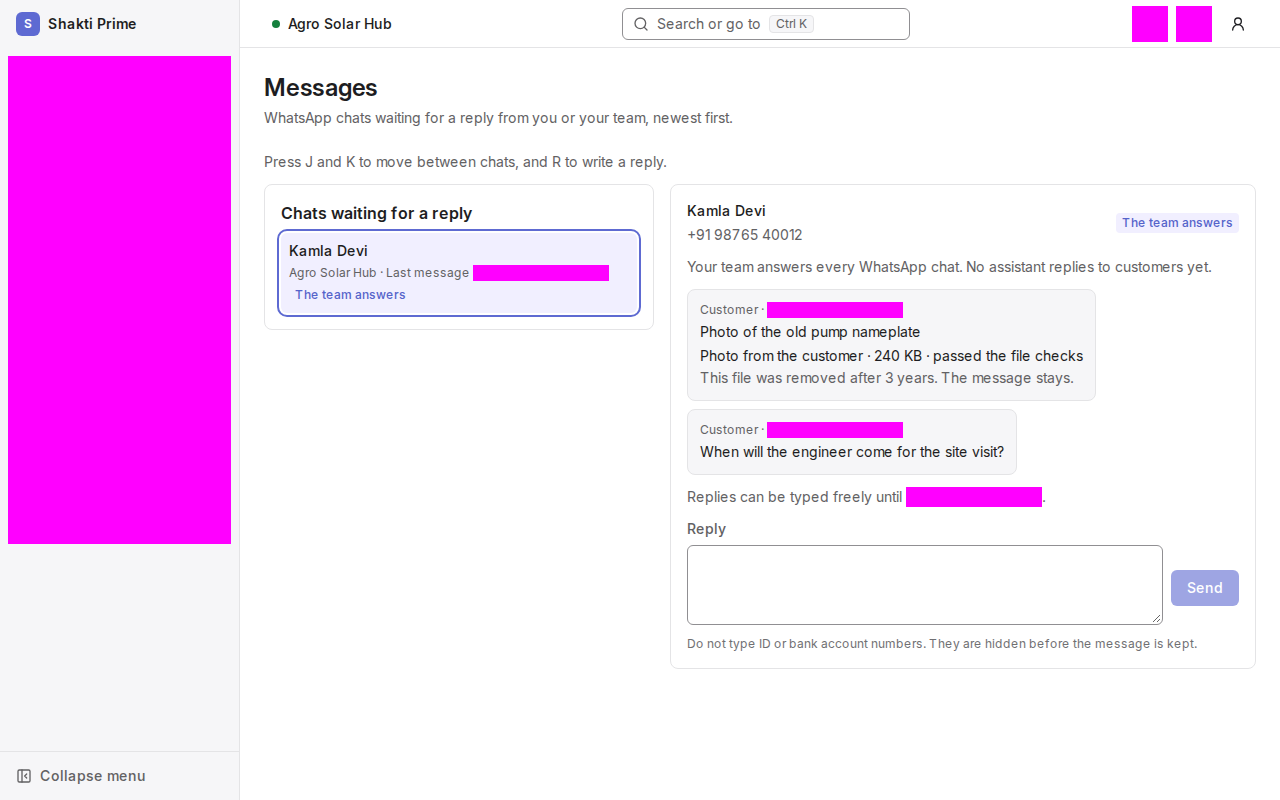 S Shakti Prime
Agro Solar Hub
Search or go to Ctrl K
Messages
WhatsApp chats waiting for a reply from you or your team, newest first.
Press J and K to move between chats, and R to write a reply.
Chats waiting for a reply
Kamla Devi
Agro Solar Hub · Last message
The team answers
Kamla Devi
+91 98765 40012
The team answers
Your team answers every WhatsApp chat. No assistant replies to customers yet.
Customer ·
Photo of the old pump nameplate
Photo from the customer · 240 KB · passed the file checks
This file was removed after 3 years. The message stays.
Customer ·
When will the engineer come for the site visit?
Replies can be typed freely until .
Reply
Send
Do not type ID or bank account numbers. They are hidden before the message is kept.
Collapse menu